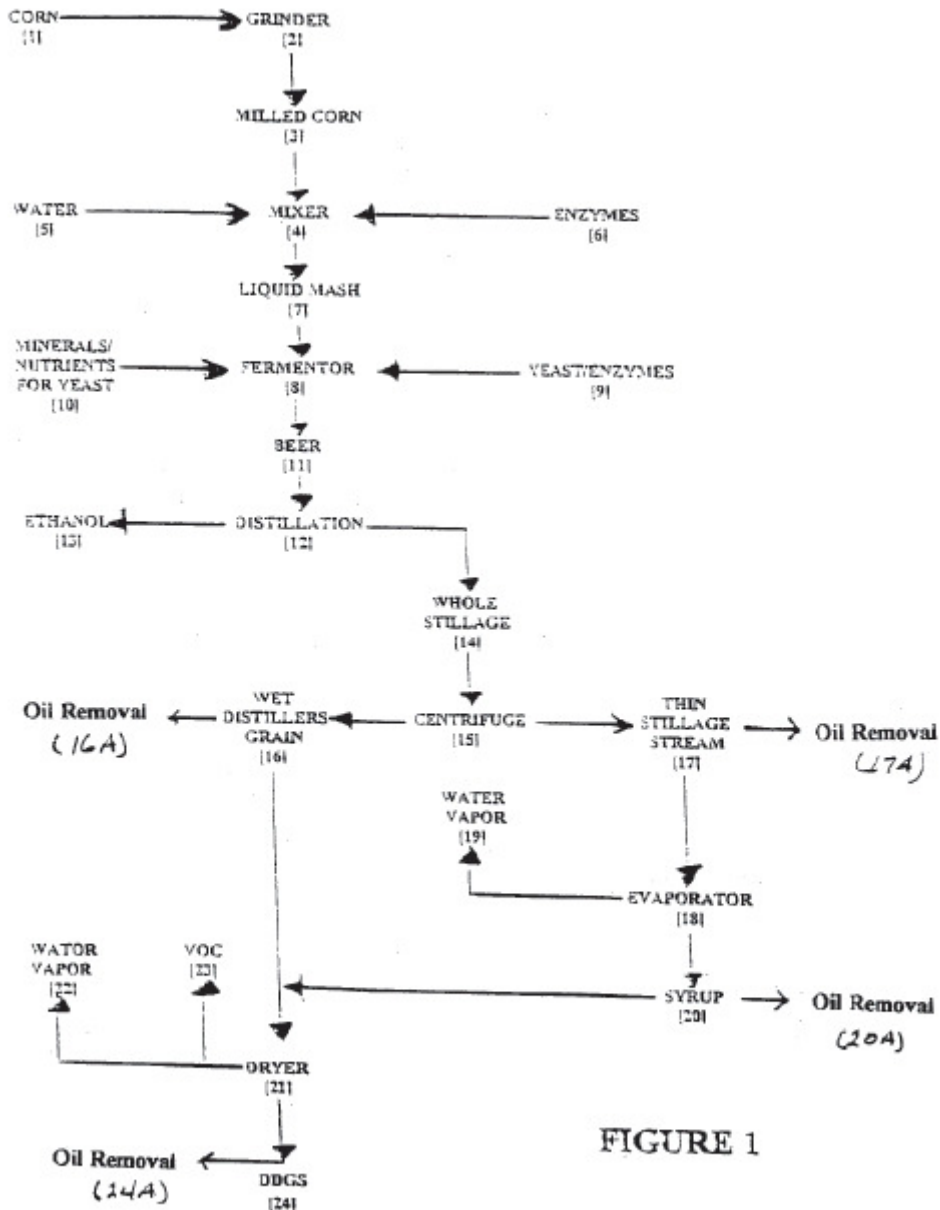 CORN
[1]
GRINDER
[2]
MILLED CORN
[3]
WATER
[5]
MIXER
[4]
ENZYMES
[6]
LIQUID MASH
[7]
MINERALS/
NUTRIENTS
FOR YEAST
[10]
FERMENTOR
[8]
YEAST/ENZYMES
[9]
BEER
[11]
ETHANOL
[13]
DISTILLATION
[12]
WHOLE
STILLAGE
[14]
Oil Removal
(16A)
WET
DISTILLERS
GRAIN
[16]
CENTRIFUGE
[15]
THIN
STILLAGE
STREAM
[17]
Oil Removal
(17A)
WATER
VAPOR
[19]
EVAPORATOR
[18]
WATOR
VAPOR
[22]
VOC
[23]
SYRUP
[20]
Oil Removal
(20A)
DRYER
[21]
Oil Removal
(24A)
DDGS
[24]
FIGURE 1